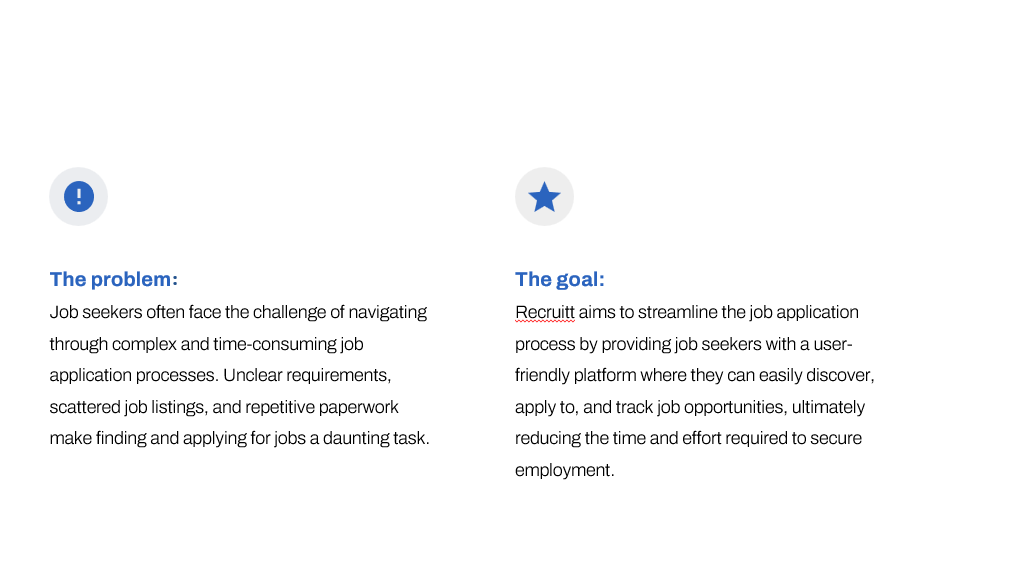 The problem:
Job seekers often face the challenge of navigating
through complex and time-consuming job
application processes. Unclear requirements,
scattered job listings, and repetitive paperwork
make finding and applying for jobs a daunting task.
The goal:
Recruitt aims to streamline the job application
process by providing job seekers with a user-
friendly platform where they can easily discover,
apply to, and track job opportunities, ultimately
reducing the time and effort required to secure
employment.